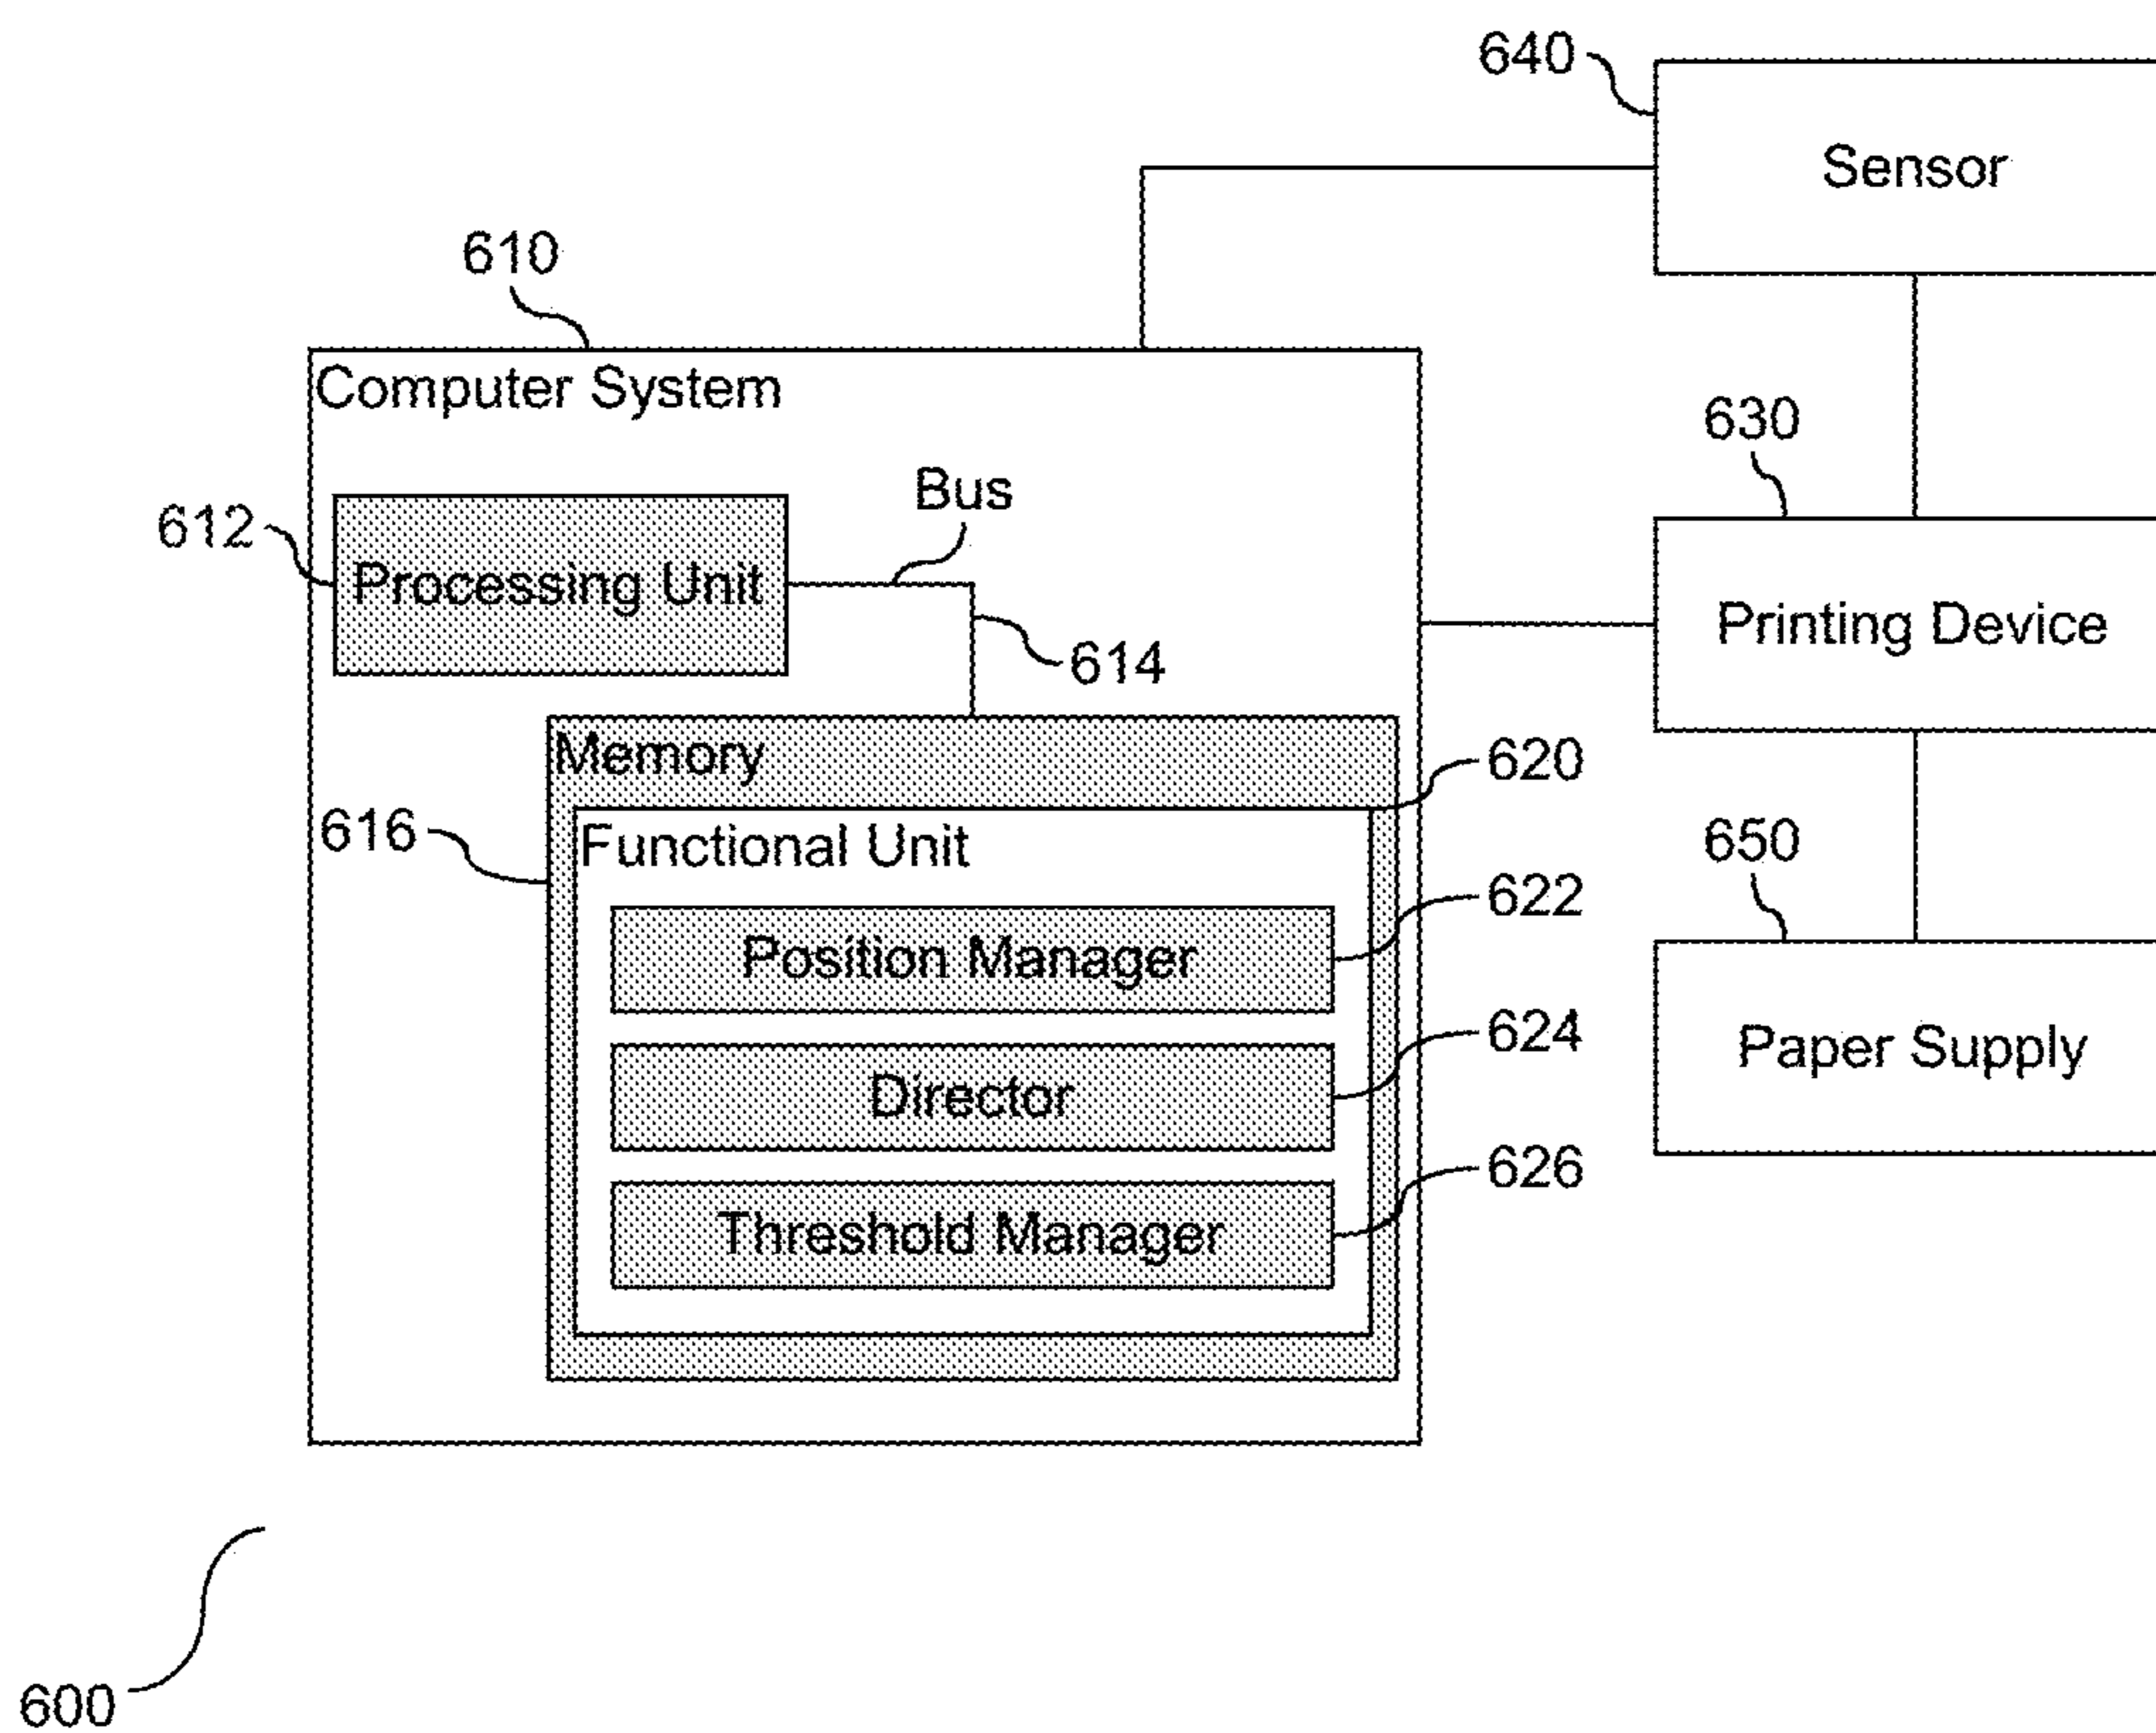 640
Sensor
610
Computer System
630
Bus
612
Processing Unit
Printing Device
614
Memory
620
616
Functional Unit
650
622
Position Manager
624
Paper Supply
Director
626
Threshold Manager
600